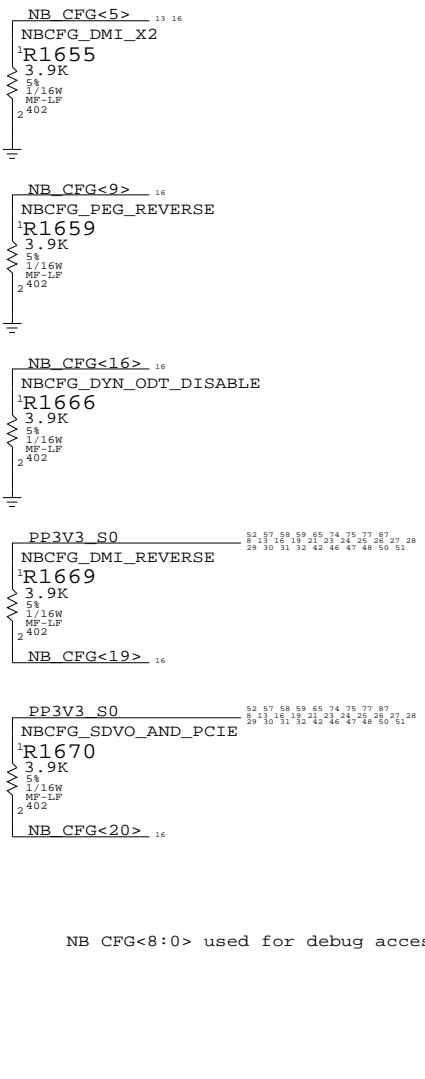 NB_CFG<5> 13 16
NBCFG_DMI_X2
1
R1655
3.9K
5%
1/16W
MF-LF
402
2
NB_CFG<9> 16
NBCFG_PEG_REVERSE
1
R1659
3.9K
5%
1/16W
MF-LF
402
2
NB_CFG<16> 16
NBCFG_DYN_ODT_DISABLE
1
R1666
3.9K
5%
1/16W
MF-LF
402
2
PP3V3_S0
52 57 58 59 65 74 75 77 87
8 13 16 19 21 23 24 25 26 27 28
29 30 31 32 42 46 47 48 50 51
NBCFG_DMI_REVERSE
1
R1669
3.9K
5%
1/16W
MF-LF
402
2
NB_CFG<19> 16
PP3V3_S0
52 57 58 59 65 74 75 77 87
8 13 16 19 21 23 24 25 26 27 28
29 30 31 32 42 46 47 48 50 51
NBCFG_SDVO_AND_PCIE
1
R1670
3.9K
5%
1/16W
MF-LF
402
2
NB_CFG<20> 16
NB CFG<8:0> used for debug acces